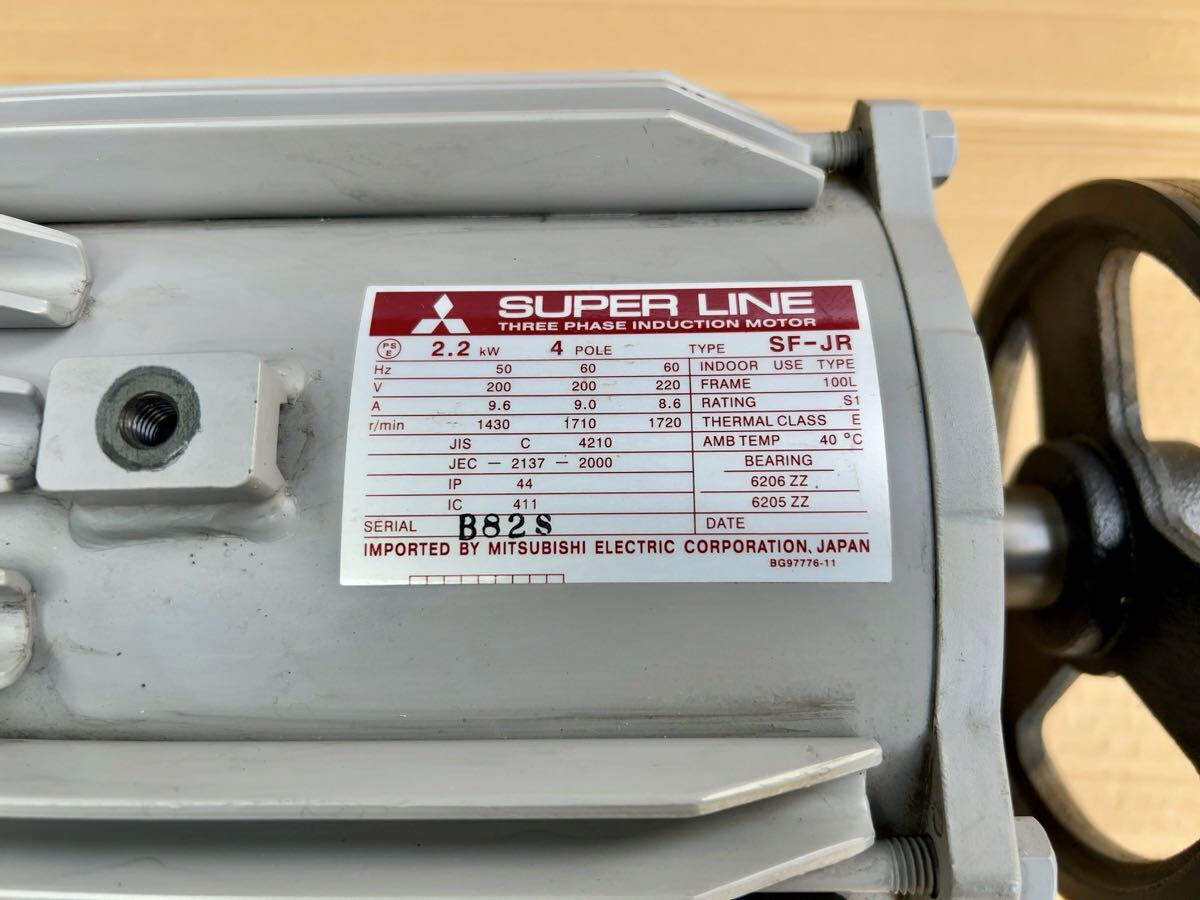 SUPER LINE
THREE PHASE INDUCTION MOTOR
PS E 2.2 kW 4 POLE TYPE SF-JR
Hz 50 60 60 INDOOR USE TYPE
V 200 200 220 FRAME 100L
A 9.6 9.0 8.6 RATING S1
r/min 1430 1710 1720 THERMAL CLASS E
JIS C 4210 AMB TEMP 40 °C
JEC - 2137 - 2000 BEARING
IP 44 6206 ZZ
IC 411 6205 ZZ
SERIAL B82S DATE
IMPORTED BY MITSUBISHI ELECTRIC CORPORATION, JAPAN
BG97776-11